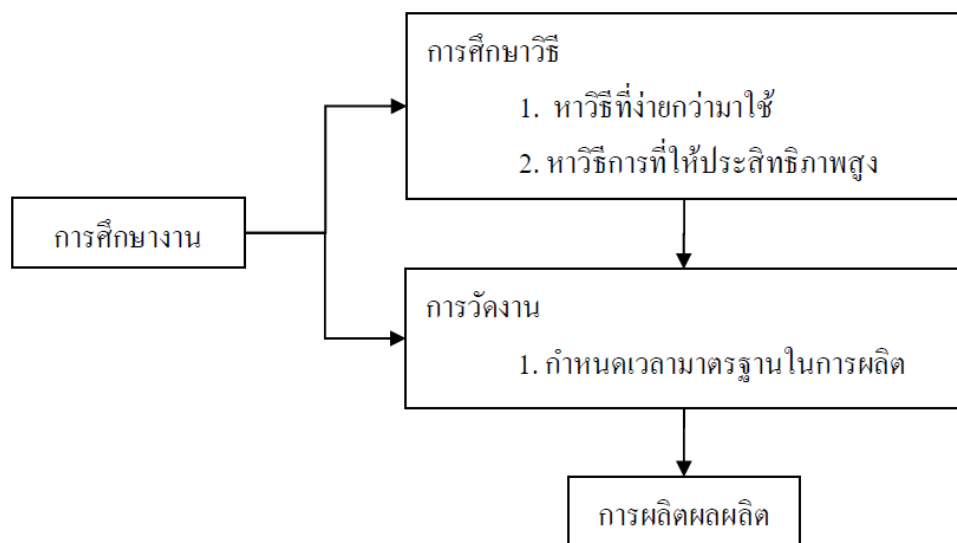 การศึกษาวิธี
1. หาวิธีที่ง่ายกว่ามาใช้
2. หาวิธีการที่ให้ประสิทธิภาพสูง
การศึกษางาน
การวัดงาน
1. กำหนดเวลามาตรฐานในการผลิต
การผลิตผลผลิต